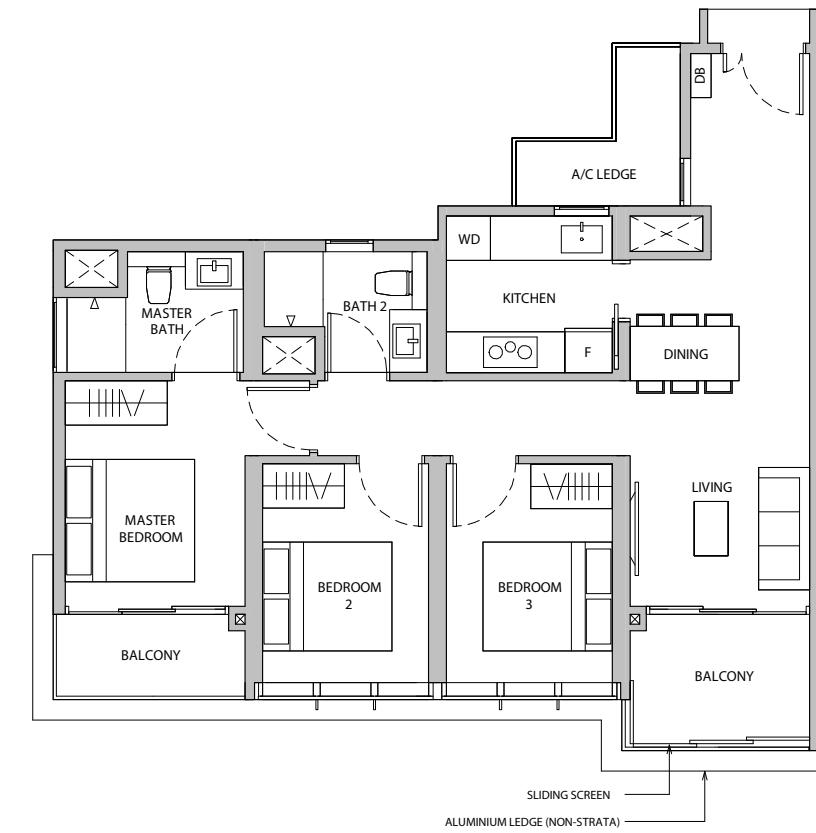 DB
A/C LEDGE
WD
KITCHEN
MASTER
BATH
BATH 2
F
DINING
LIVING
MASTER
BEDROOM
BEDROOM
2
BEDROOM
3
BALCONY
BALCONY
SLIDING SCREEN
ALUMINIUM LEDGE (NON-STRATA)